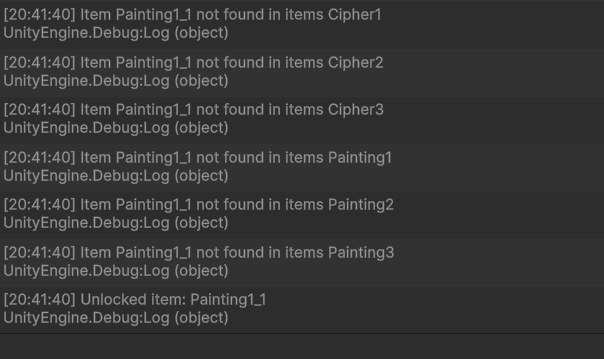 [20:41:40] Item Painting1_1 not found in items Cipher1
UnityEngine.Debug:Log (object)
[20:41:40] Item Painting1_1 not found in items Cipher2
UnityEngine.Debug:Log (object)
[20:41:40] Item Painting1_1 not found in items Cipher3
UnityEngine.Debug:Log (object)
[20:41:40] Item Painting1_1 not found in items Painting1
UnityEngine.Debug:Log (object)
[20:41:40] Item Painting1_1 not found in items Painting2
UnityEngine.Debug:Log (object)
[20:41:40] Item Painting1_1 not found in items Painting3
UnityEngine.Debug:Log (object)
[20:41:40] Unlocked item: Painting1_1
UnityEngine.Debug:Log (object)